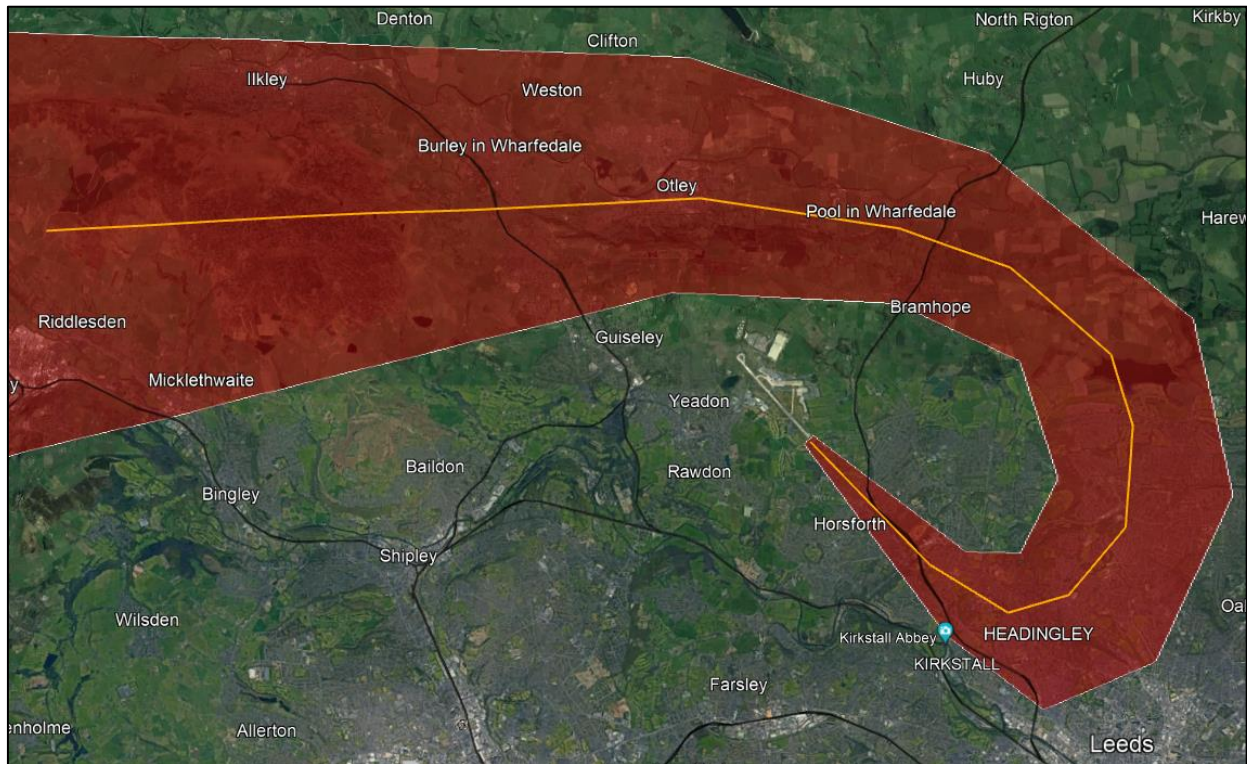 Denton
North Rigton
Kirkby
Clifton
Ilkley
Huby
Weston
Burley in Wharfedale
Otley
Pool in Wharfedale
Harew
Riddlesden
Bramhope
Guiseley
Micklethwaite
y
Yeadon
Baildon
Rawdon
Bingley
Horsforth
Shipley
Oa
Wilsden
Kirkstall Abbey
HEADINGLEY
KIRKSTALL
Farsley
enholme
Allerton
Leeds